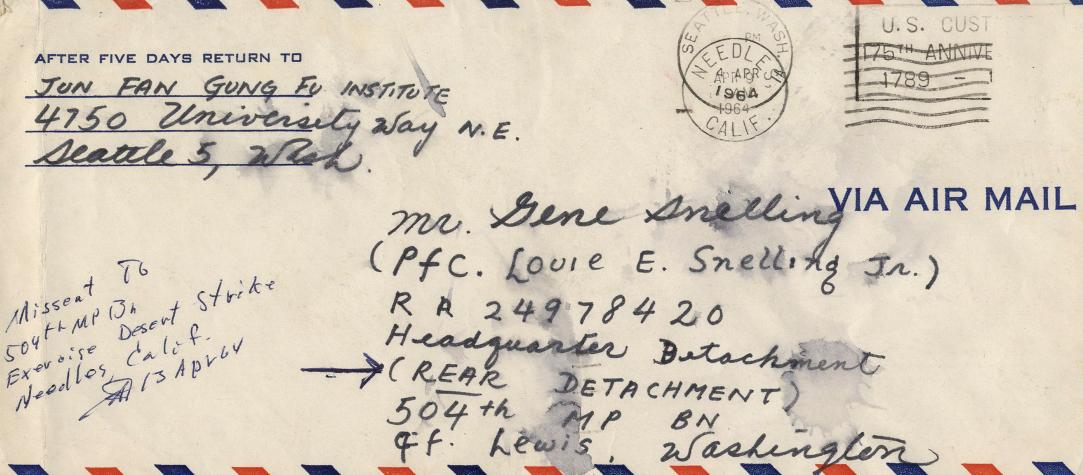 AFTER FIVE DAYS RETURN TO
JUN FAN GUNG FU INSTITUTE
4750 University Way N.E.
Seattle 5, Wash.
SEATTLE, WASH.
PM
NEEDLES
APR
1964
1964
CALIF.
U.S. CUST
175TH ANNIVE
1789 -
VIA AIR MAIL
Mr. Gene Snelling
(Pfc. Louie E. Snelling Jr.)
RA 24978420
Headquarter Detachment
(REAR DETACHMENT)
504th MP BN
Ft. Lewis, Washington
Missent To
504th MP Bn
Exercise Desert Strike
Needles, Calif.
13 APR 64